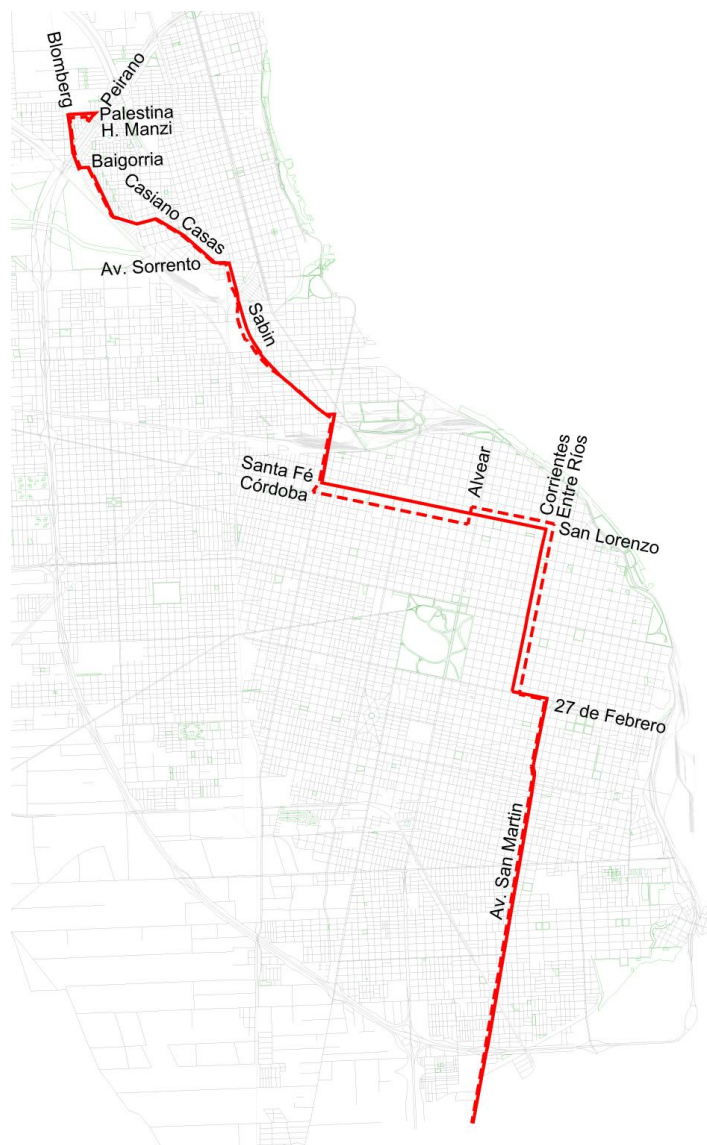 Blomberg
Peirano
Palestina
H. Manzi
Baigorria
Casiano Casas
Av. Sorrento
Sabin
Santa Fé
Córdoba
Alvear
Corrientes
Entre Ríos
San Lorenzo
27 de Febrero
Av. San Martin